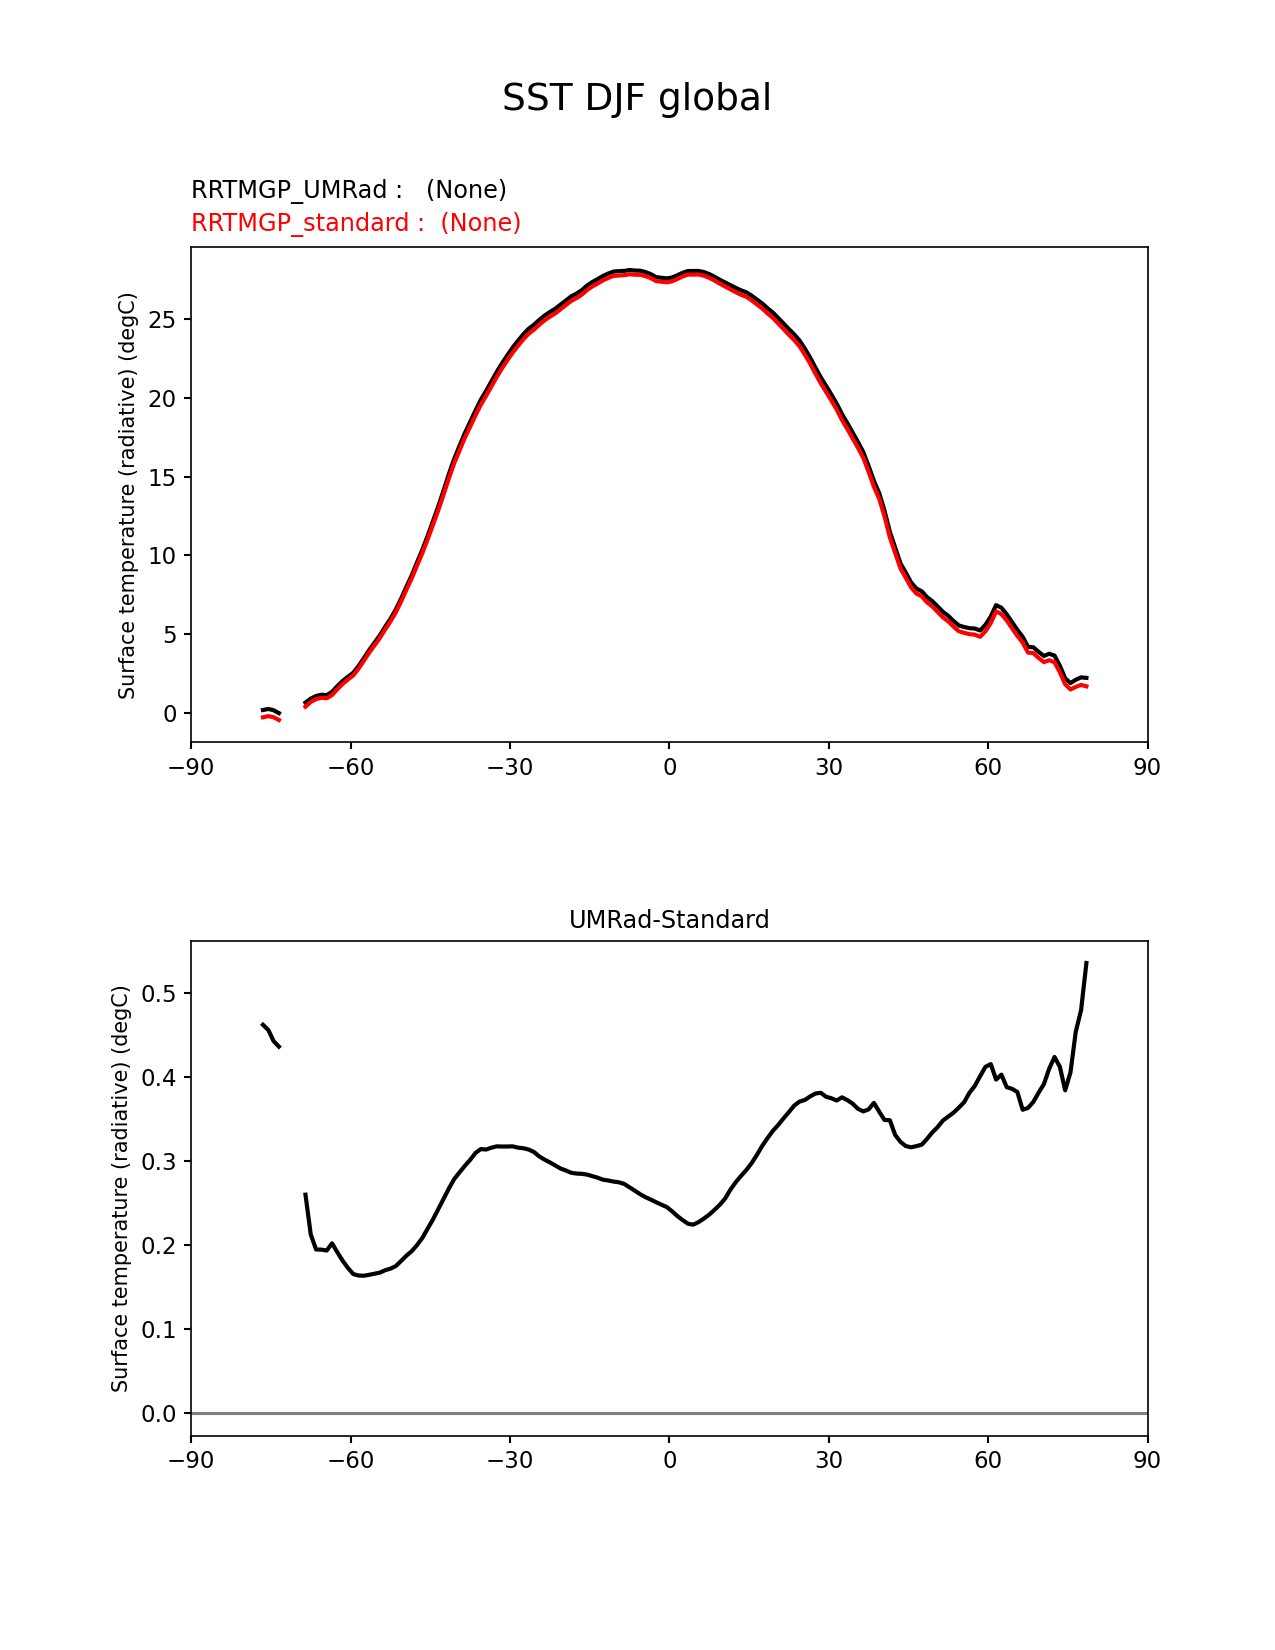 SST DJF global
RRTMGP_UMRad :   (None)
RRTMGP_standard :  (None)
Surface temperature (radiative) (degC)
25
20
15
10
5
0
−90 −60 −30 0 30 60 90
UMRad-Standard
Surface temperature (radiative) (degC)
0.5
0.4
0.3
0.2
0.1
0.0
−90 −60 −30 0 30 60 90